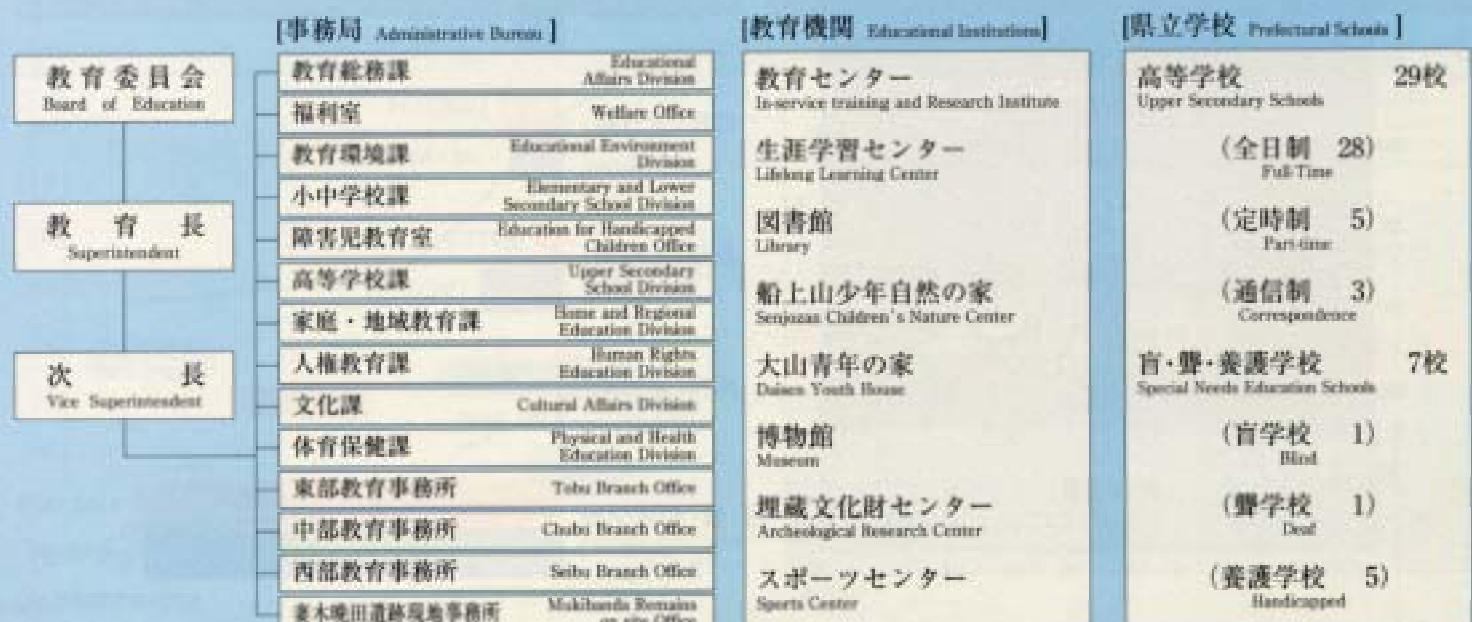 [事務局 Administrative Bureau]
教育委員会
Board of Education
教育長
Superintendent
次長
Vice Superintendent
教育総務課 Educational
Affairs Division
福利室 Welfare Office
教育環境課 Educational Environment
Division
小中学校課 Elementary and Lower
Secondary School Division
障害児教育室 Education for Handicapped
Children Office
高等学校課 Upper Secondary
School Division
家庭・地域教育課 Home and Regional
Education Division
人権教育課 Human Rights
Education Division
文化課 Cultural Affairs Division
体育保健課 Physical and Health
Education Division
東部教育事務所 Tobu Branch Office
中部教育事務所 Chubu Branch Office
西部教育事務所 Seibu Branch Office
妻木晩田遺跡現地事務所 Mukibanda Remains
on site Office
[教育機関 Educational Institutions]
教育センター
In-service training and Research Institute
生涯学習センター
Lifelong Learning Center
図書館
Library
船上山少年自然の家
Senjozan Children's Nature Center
大山青年の家
Daisen Youth House
博物館
Museum
埋蔵文化財センター
Archeological Research Center
スポーツセンター
Sports Center
[県立学校 Prefectural Schools]
高等学校 29校
Upper Secondary Schools
(全日制 28)
Full-Time
(定時制 5)
Part-time
(通信制 3)
Correspondence
盲・聾・養護学校 7校
Special Needs Education Schools
(盲学校 1)
Blind
(聾学校 1)
Deaf
(養護学校 5)
Handicapped